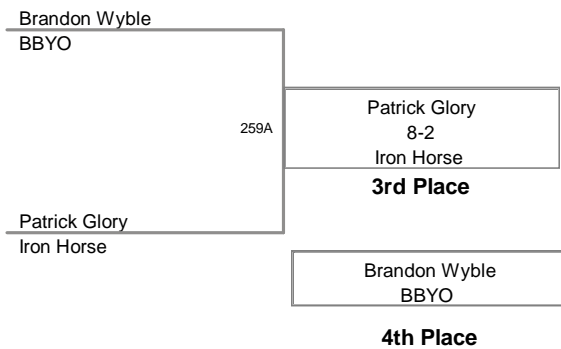 Brandon Wyble
BBYO
259A
Patrick Glory
8-2
Iron Horse
3rd Place
Patrick Glory
Iron Horse
Brandon Wyble
BBYO
4th Place